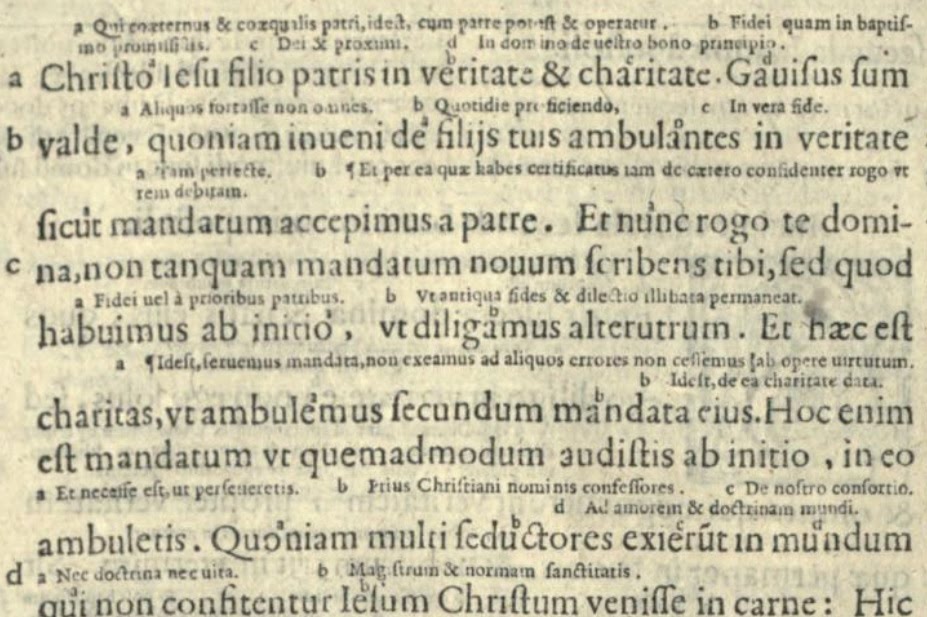 a Qui coæternus & coæqualis patri, idest, cum patre potest & operatur. b Fidei quam in baptis-
mo promisistis. c Dei & proximi. d In domino de uestro bono principio.
a Christo Iesu filio patris in veritate & charitate. Gauisus sum
a Aliquos fortasse non omnes. b Quotidie proficiendo, c In vera fide.
b valde, quoniam inueni de filijs tuis ambulantes in veritate
a perfecte. b ¶ Et per ea quæ habes certificatus iam de cætero confidenter rogo vt
rem debitam.
sicut mandatum accepimus a patre. Et nunc rogo te domi-
c na, non tanquam mandatum nouum scribens tibi, sed quod
a Fidei uel à prioribus patribus. b Vt antiqua fides & dilectio illibata permaneat.
habuimus ab initio, vt diligamus alterutrum. Et hæc est
a ¶ Idest, seruemus mandata, non exeamus ad aliquos errores non cessemus ab opere uirtutum.
b Idest, de ea charitate data.
charitas, vt ambulemus secundum mandata eius. Hoc enim
est mandatum vt quemadmodum audistis ab initio, in eo
a Et necesse est, ut perseueretis. b Prius Christiani nominis confessores. c De nostro consortio.
d Ad amorem & doctrinam mundi.
ambuletis. Quoniam multi seductores exierūt in mundum
d a Nec doctrina nec uita. b Magistrum & normam sanctitatis.
qui non confitentur Iesum Christum venisse in carne: Hic